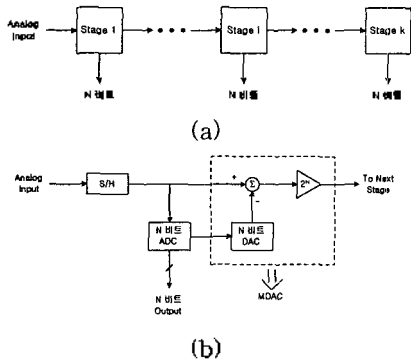 Analog
Input
Stage 1
Stage i
Stage k
N 비트
N 비트
N 비트
(a)
Analog
Input
S/H
+
Σ
2ᴺ
To Next
Stage
-
N 비트
ADC
N 비트
DAC
N 비트
Output
MDAC
(b)